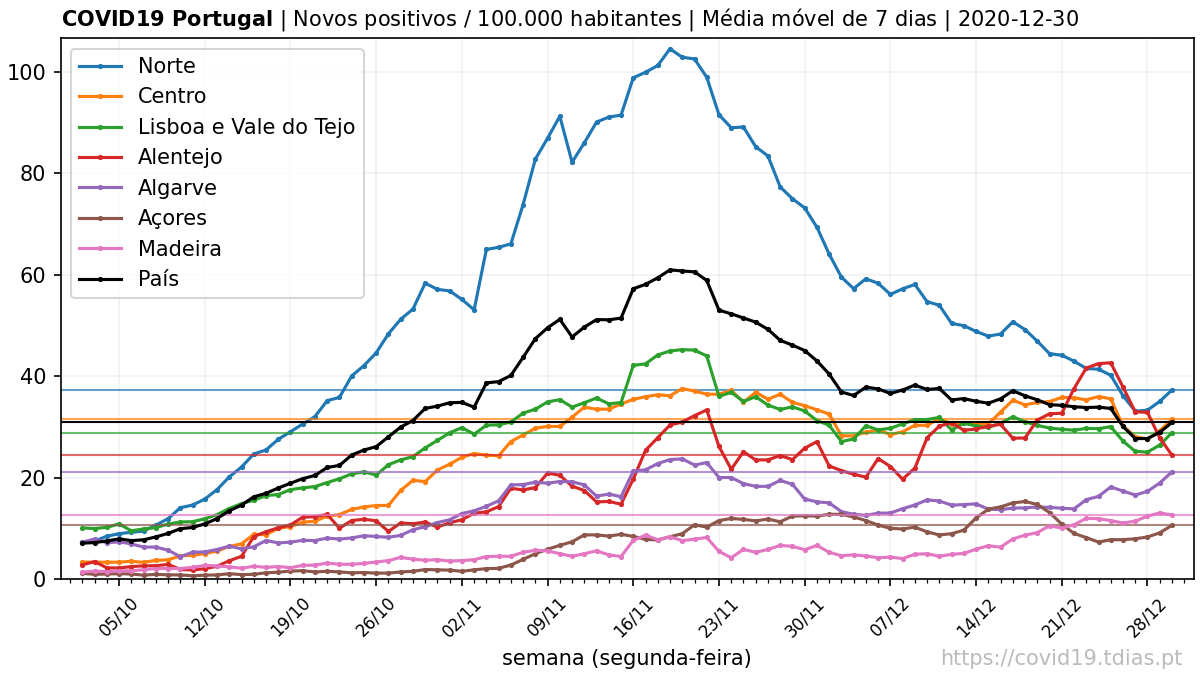 COVID19 Portugal | Novos positivos / 100.000 habitantes | Média móvel de 7 dias | 2020-12-30
Norte
Centro
Lisboa e Vale do Tejo
Alentejo
Algarve
Açores
Madeira
País
100
80
60
40
20
0
05/10 12/10 19/10 26/10 02/11 09/11 16/11 23/11 30/11 07/12 14/12 21/12 28/12
semana (segunda-feira)
https://covid19.tdias.pt